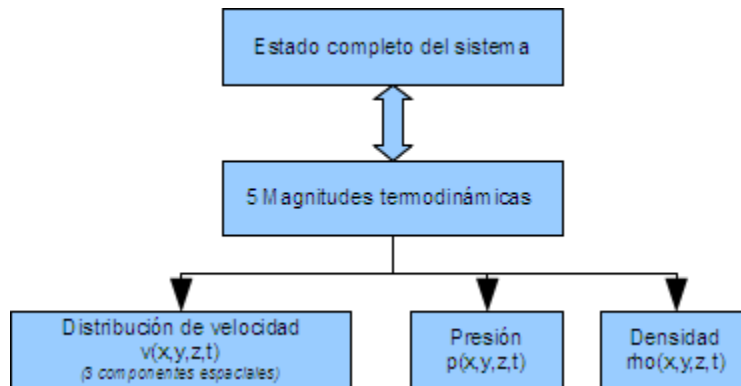 Estado completo del sistema
5 Magnitudes termodinámicas
Distribución de velocidad
v(x,y,z,t)
(3 componentes espaciales)
Presión
p(x,y,z,t)
Densidad
rho(x,y,z,t)